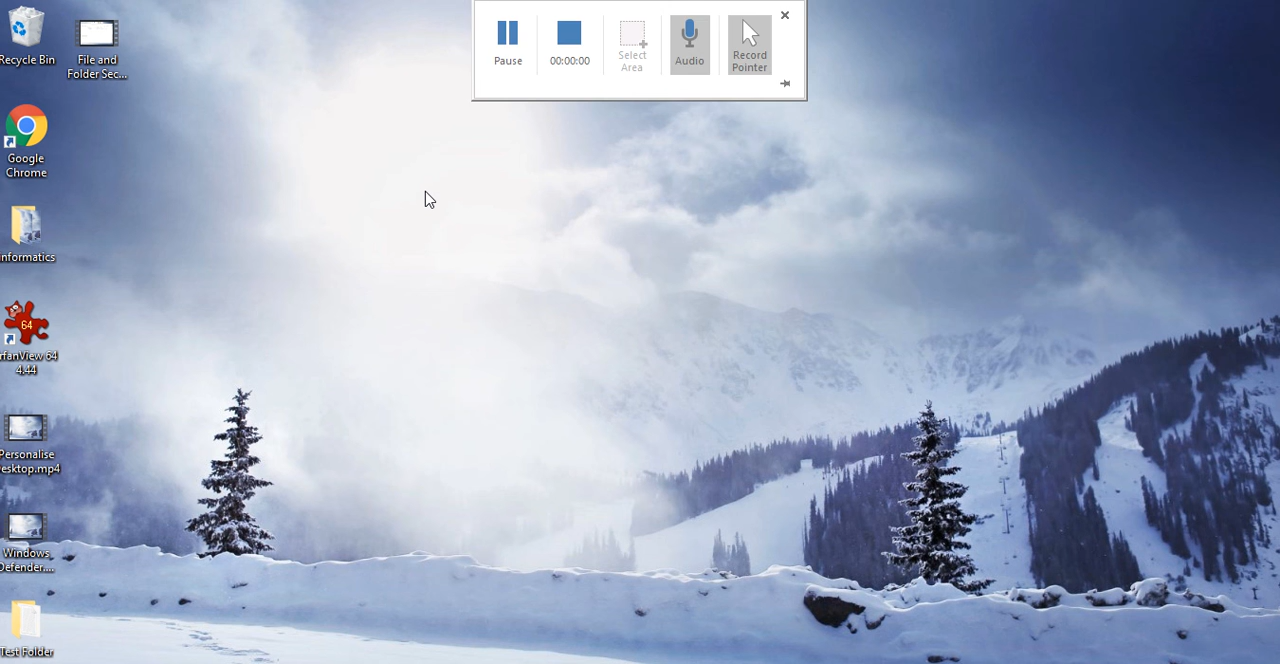 Pause
00:00:00
Select
Area
Audio
Record
Pointer
Recycle Bin
File and
Folder Sec...
Google
Chrome
nformatics
64
rfanView 64
4.44
Personalise
esktop.mp4
Windows
Defender....
Test Folder